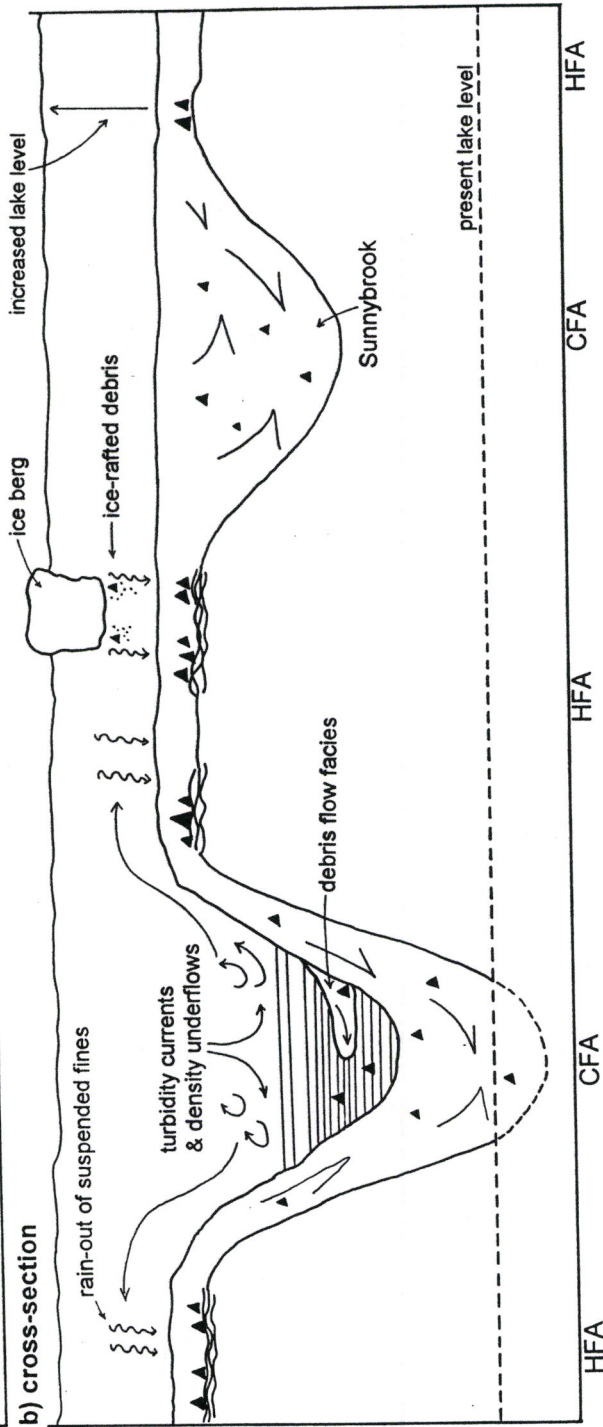 b) cross-section
rain-out of suspended fines
turbidity currents
& density underflows
debris flow facies
ice berg
ice-rafted debris
increased lake level
Sunnybrook
present lake level
HFA
CFA
HFA
CFA
HFA